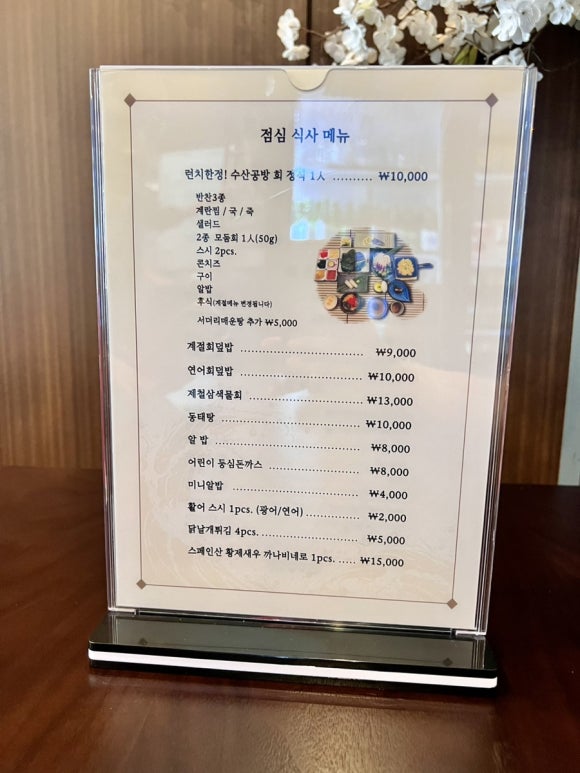 점심 식사 메뉴
런치한정! 수산공방 회 정식 1人 .......... ₩10,000
반찬3종
계란찜 / 국 / 죽
샐러드
2종 모둠회 1人(50g)
스시 2pcs.
콘치즈
구이
알밥
후식(계절메뉴 변경됩니다)
서더리매운탕 추가 ₩5,000
계절회덮밥 ................................ ₩9,000
연어회덮밥 ................................ ₩10,000
제철삼색물회 .............................. ₩13,000
동태탕 ..................................... ₩10,000
알 밥 ....................................... ₩8,000
어린이 등심돈까스 ........................... ₩8,000
미니알밥 ................................... ₩4,000
활어 스시 1pcs. (광어/연어) .............. ₩2,000
닭날개튀김 4pcs. ......................... ₩5,000
스페인산 황제새우 까나비네로 1pcs. ..... ₩15,000